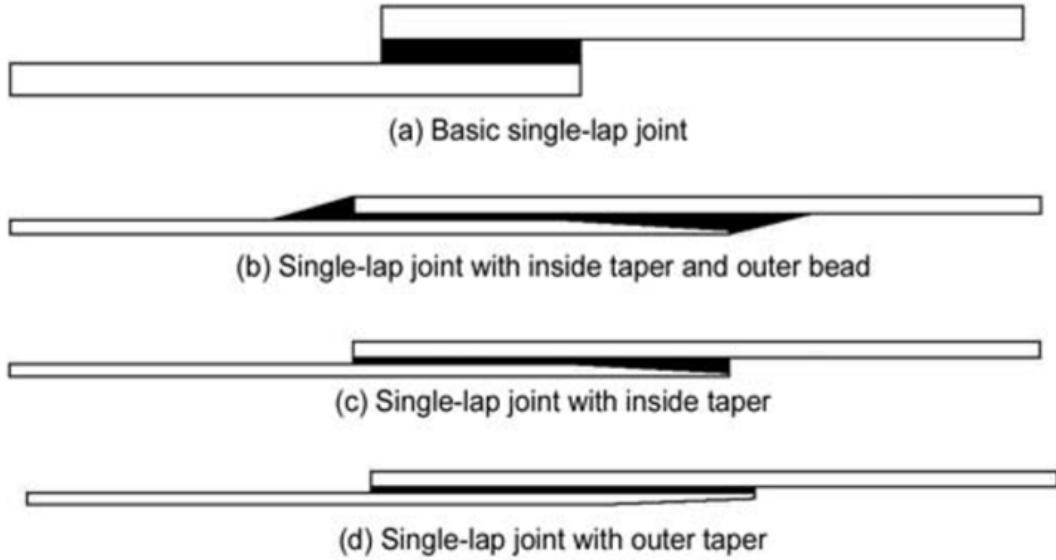 (a) Basic single-lap joint
(b) Single-lap joint with inside taper and outer bead
(c) Single-lap joint with inside taper
(d) Single-lap joint with outer taper